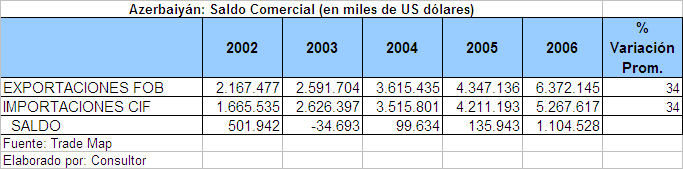 Azerbaiyán: Saldo Comercial (en miles de US dólares)
2002 2003 2004 2005 2006 % Variación Prom.
EXPORTACIONES FOB 2.167.477 2.591.704 3.615.435 4.347.136 6.372.145 34
IMPORTACIONES CIF 1.665.535 2.626.397 3.515.801 4.211.193 5.267.617 34
SALDO 501.942 -34.693 99.634 135.943 1.104.528
Fuente: Trade Map
Elaborado por: Consultor